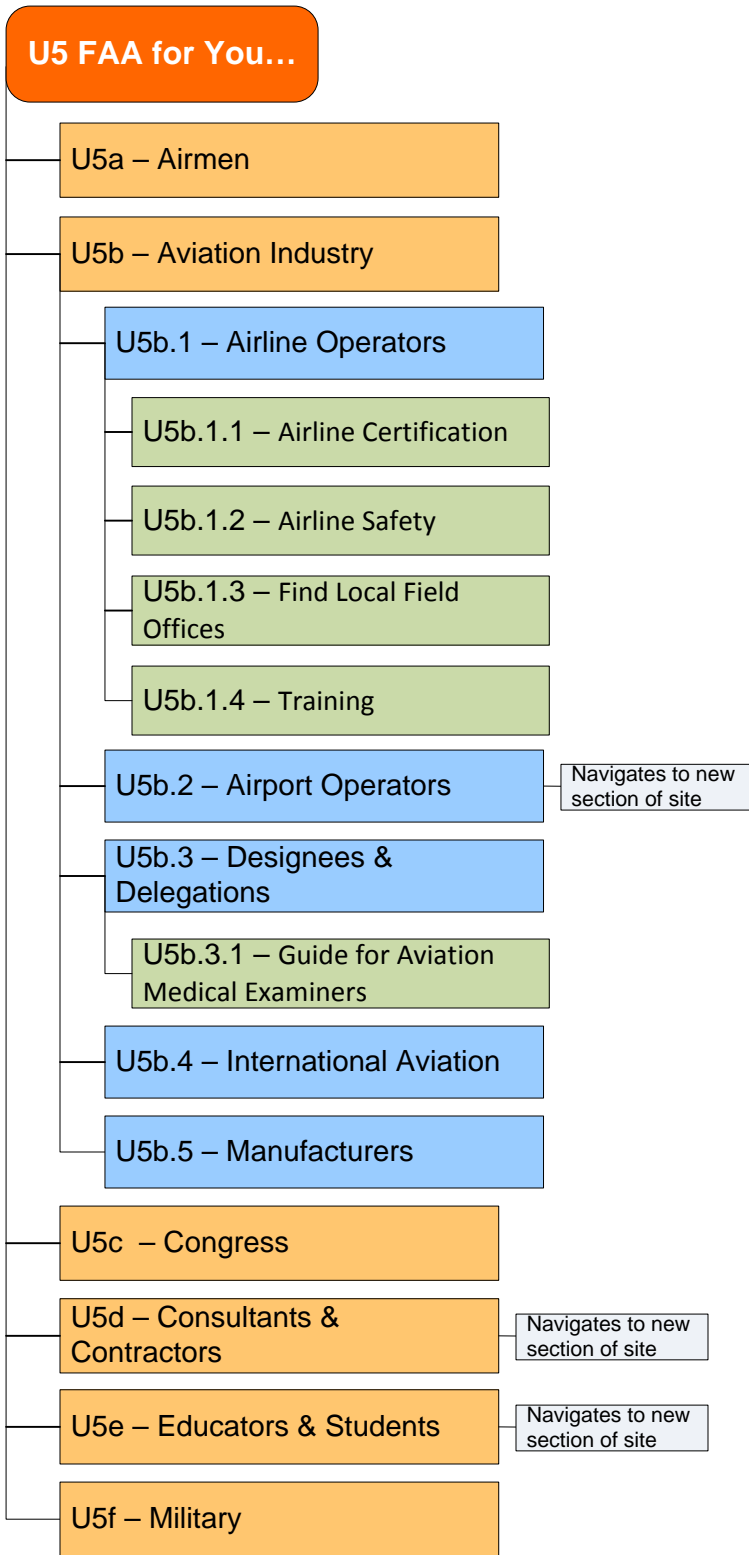 U5 FAA for You…
U5a – Airmen
U5b – Aviation Industry
U5b.1 – Airline Operators
U5b.1.1 – Airline Certification
U5b.1.2 – Airline Safety
U5b.1.3 – Find Local Field
Offices
U5b.1.4 – Training
U5b.2 – Airport Operators
Navigates to new
section of site
U5b.3 – Designees &
Delegations
U5b.3.1 – Guide for Aviation
Medical Examiners
U5b.4 – International Aviation
U5b.5 – Manufacturers
U5c  – Congress
U5d – Consultants &
Contractors
Navigates to new
section of site
U5e – Educators & Students
Navigates to new
section of site
U5f – Military